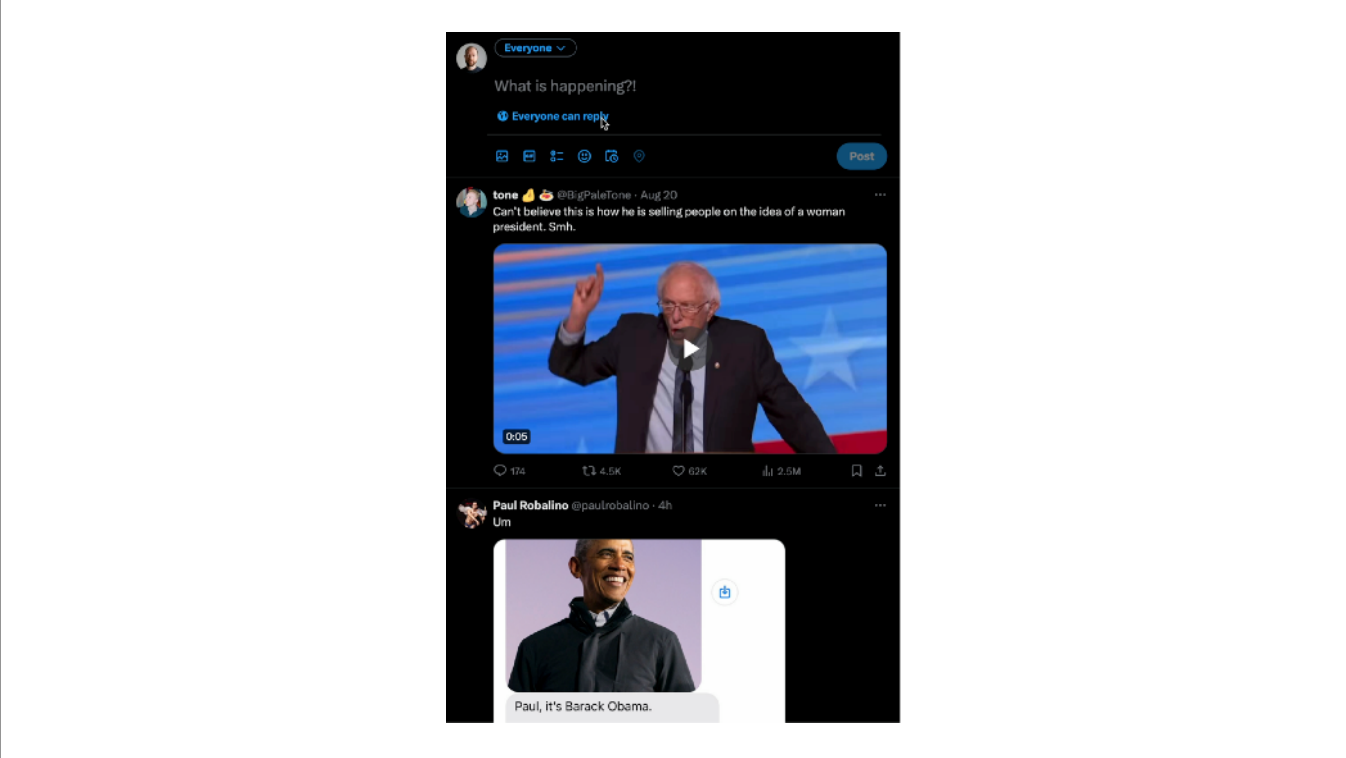 Everyone
What is happening?!
Everyone can reply
Post
tone 🤌 🍝 @BigPaleTone · Aug 20
Can't believe this is how he is selling people on the idea of a woman
president. Smh.
0:05
174 4.5K 62K 2.5M
Paul Robalino @paulrobalino · 4h
Um
Paul, it's Barack Obama.